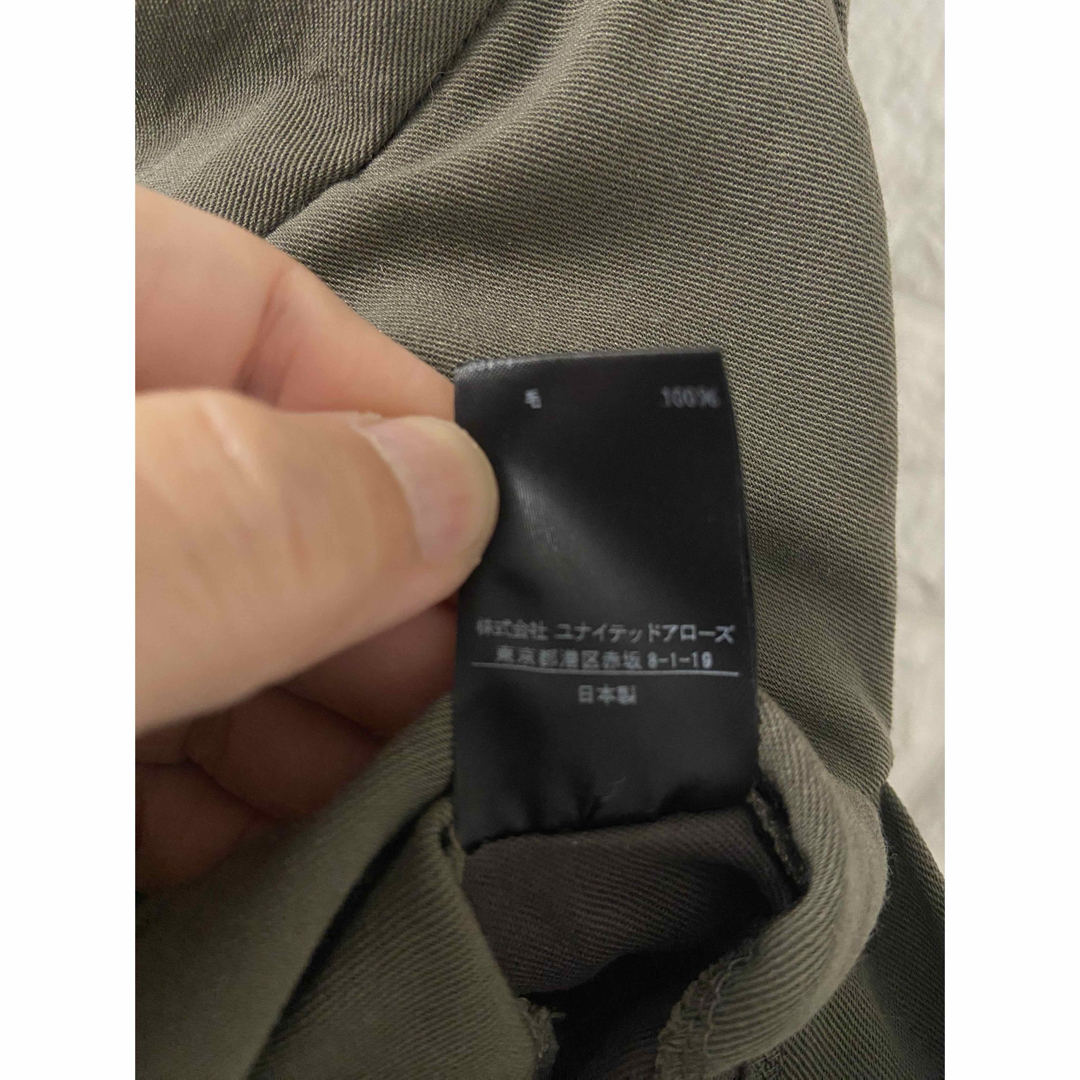 毛 100%
株式会社 ユナイテッドアローズ
東京都港区赤坂 8-1-19
日本製